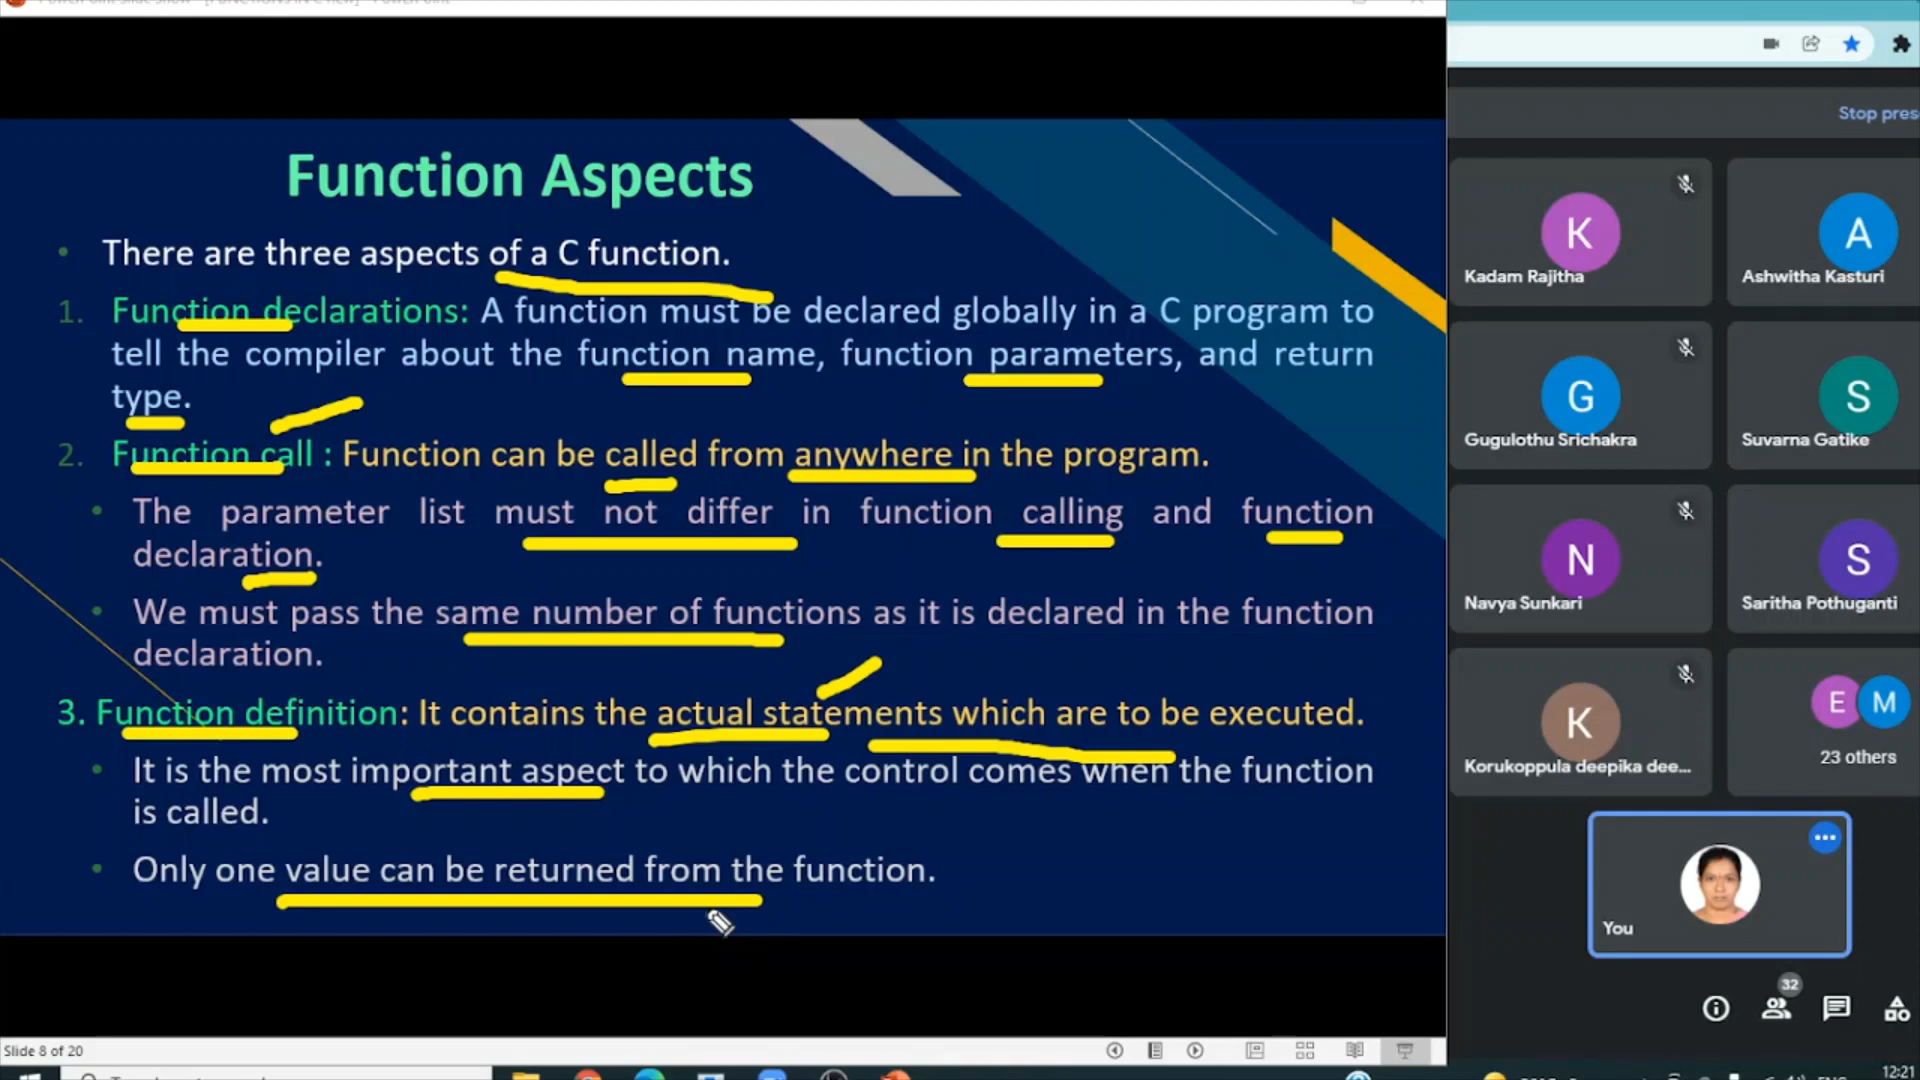 Stop pres
Function Aspects
• There are three aspects of a C function.
1. Function declarations: A function must be declared globally in a C program to
tell the compiler about the function name, function parameters, and return
type.
2. Function call : Function can be called from anywhere in the program.
• The parameter list must not differ in function calling and function
declaration.
• We must pass the same number of functions as it is declared in the function
declaration.
3. Function definition: It contains the actual statements which are to be executed.
• It is the most important aspect to which the control comes when the function
is called.
• Only one value can be returned from the function.
K
Kadam Rajitha
A
Ashwitha Kasturi
G
Gugulothu Srichakra
S
Suvarna Gatike
N
Navya Sunkari
S
Saritha Pothuganti
K
Korukoppula deepika dee...
E M
23 others
You
32
Slide 8 of 20
12:21